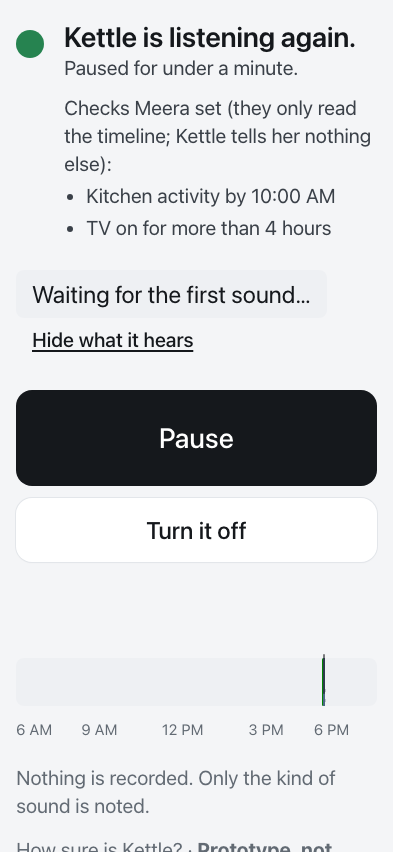 Kettle is listening again.
Paused for under a minute.
Checks Meera set (they only read
the timeline; Kettle tells her nothing
else):
• Kitchen activity by 10:00 AM
• TV on for more than 4 hours
Waiting for the first sound...
Hide what it hears
Pause
Turn it off
6 AM 9 AM 12 PM 3 PM 6 PM
Nothing is recorded. Only the kind of
sound is noted.
How sure is Kettle? · Prototype, not